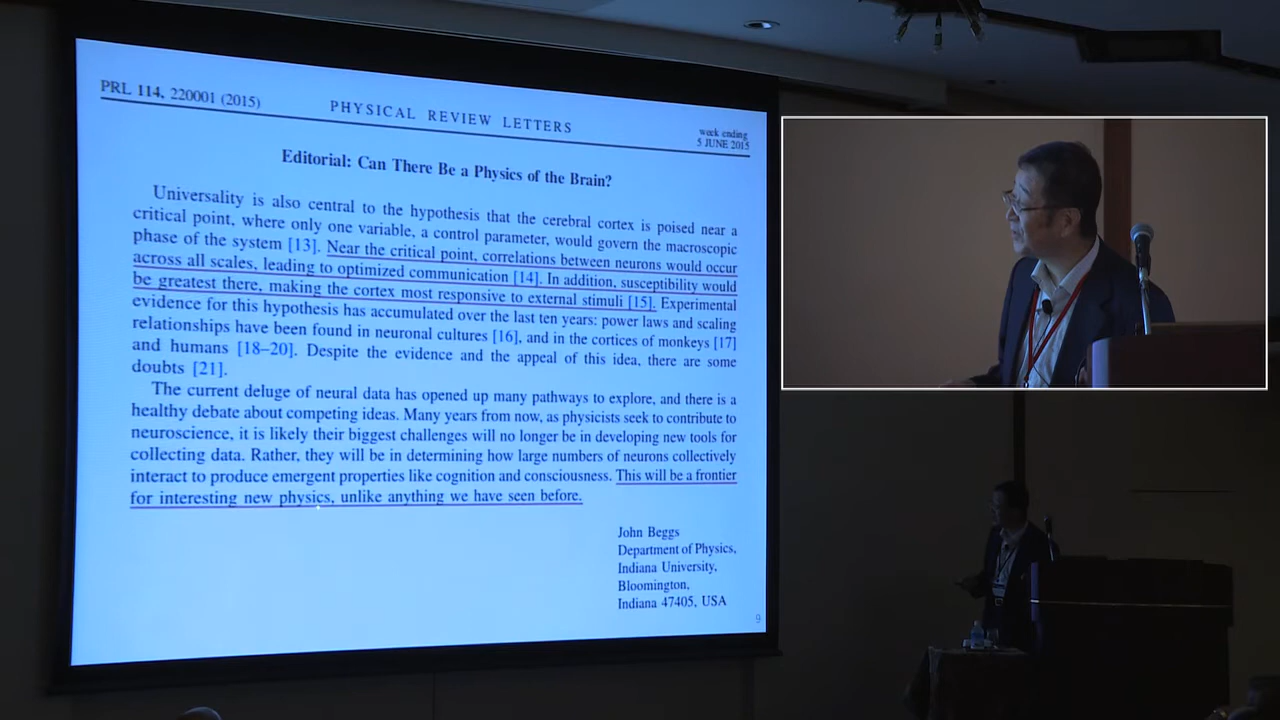 PRL 114, 220001 (2015)
PHYSICAL REVIEW LETTERS
week ending
5 JUNE 2015
Editorial: Can There Be a Physics of the Brain?
Universality is also central to the hypothesis that the cerebral cortex is poised near a
critical point, where only one variable, a control parameter, would govern the macroscopic
phase of the system [13]. Near the critical point, correlations between neurons would occur
across all scales, leading to optimized communication [14]. In addition, susceptibility would
be greatest there, making the cortex most responsive to external stimuli [15]. Experimental
evidence for this hypothesis has accumulated over the last ten years: power laws and scaling
relationships have been found in neuronal cultures [16], and in the cortices of monkeys [17]
and humans [18–20]. Despite the evidence and the appeal of this idea, there are some
doubts [21].
The current deluge of neural data has opened up many pathways to explore, and there is a
healthy debate about competing ideas. Many years from now, as physicists seek to contribute to
neuroscience, it is likely their biggest challenges will no longer be in developing new tools for
collecting data. Rather, they will be in determining how large numbers of neurons collectively
interact to produce emergent properties like cognition and consciousness. This will be a frontier
for interesting new physics, unlike anything we have seen before.
John Beggs
Department of Physics,
Indiana University,
Bloomington,
Indiana 47405, USA
9